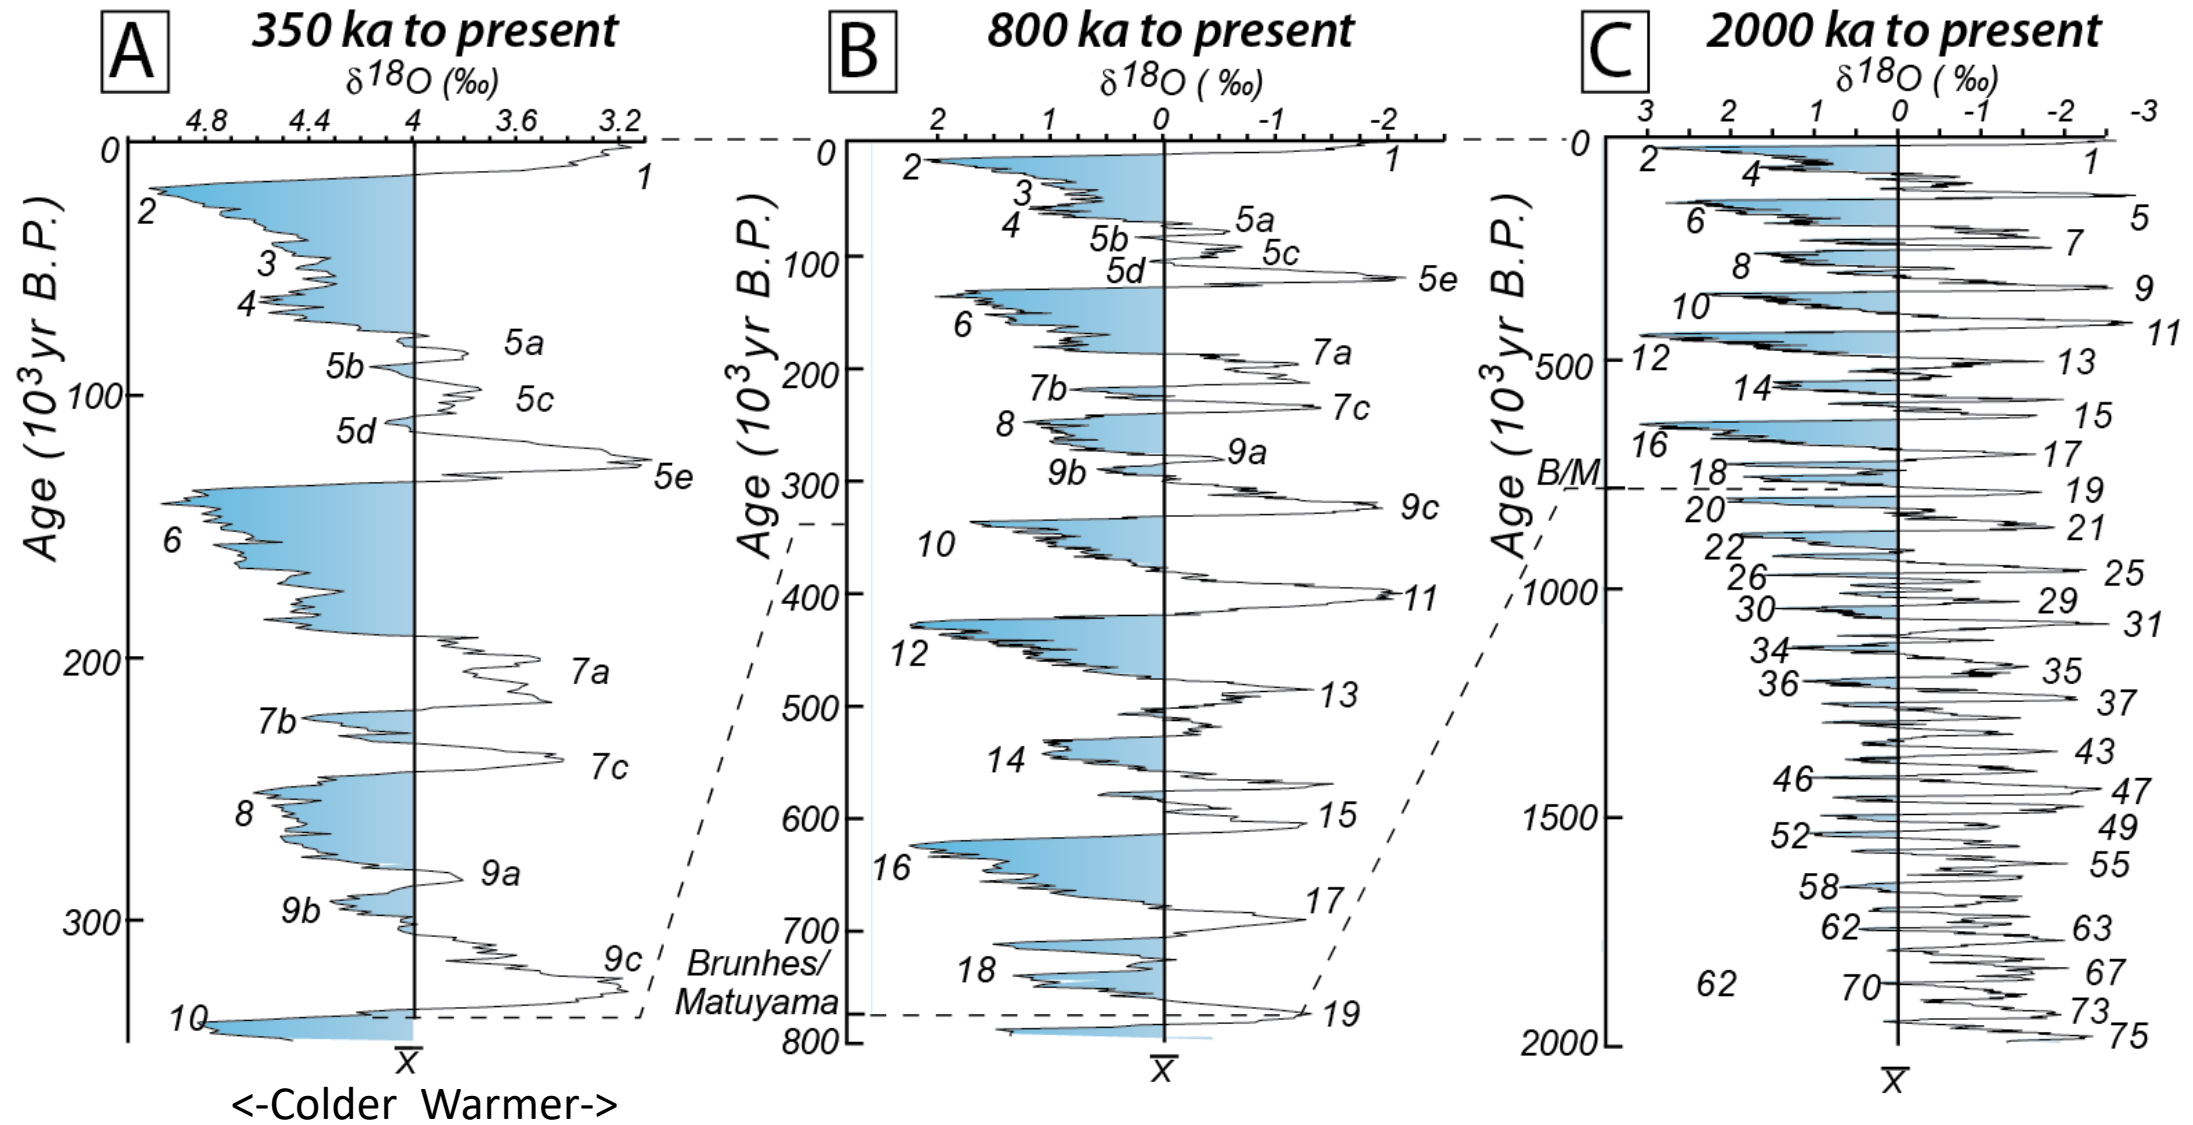 A
350 ka to present
δ18O (‰)
4.8 4.4 4 3.6 3.2
Age (10³yr B.P.)
0
100
200
300
1
2
3
4
5a
5b
5c
5d
5e
6
7a
7b
7c
8
9a
9b
9c
10
X̅
<-Colder Warmer->
B
800 ka to present
δ18O ( ‰)
2 1 0 -1 -2
Age (10³yr B.P.)
0
100
200
300
400
500
600
700
800
Brunhes/
Matuyama
1
2
3
4
5a
5b
5c
5d
5e
6
7a
7b
7c
8
9a
9b
9c
10
11
12
13
14
15
16
17
18
19
X̅
C
2000 ka to present
δ18O ( ‰)
3 2 1 0 -1 -2 -3
Age (10³yr B.P.)
0
500
B/M
1000
1500
2000
1
2
4
5
6
7
8
9
10
11
12
13
14
15
16
17
18
19
20
21
22
25
26
29
30
31
34
35
36
37
43
46
47
49
52
55
58
62
63
67
62
70
73
75
X̅